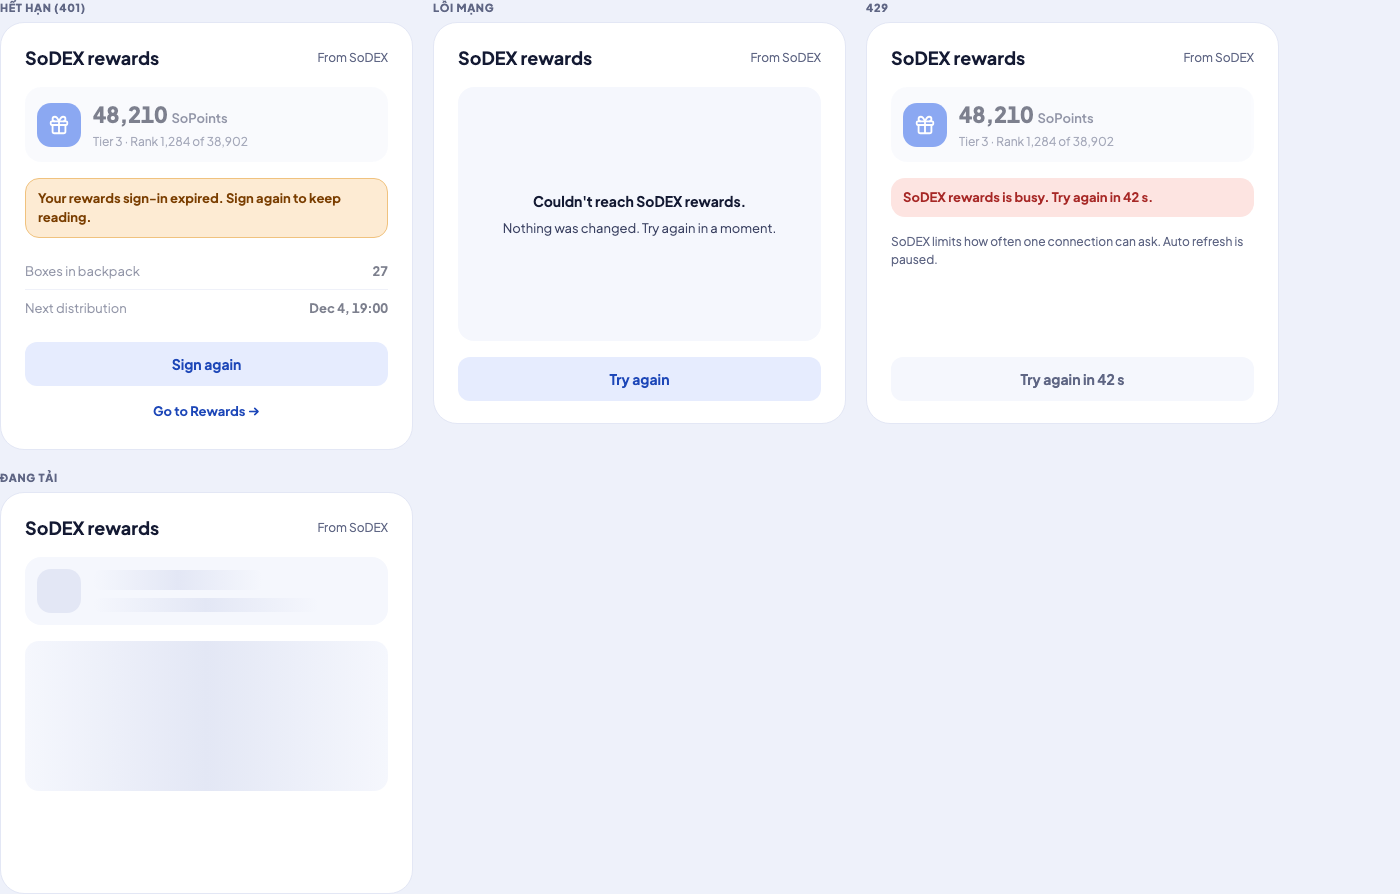 HẾT HẠN (401)
SoDEX rewards
From SoDEX
48,210 SoPoints
Tier 3 · Rank 1,284 of 38,902
Your rewards sign-in expired. Sign again to keep
reading.
Boxes in backpack
27
Next distribution
Dec 4, 19:00
Sign again
Go to Rewards →
LỖI MẠNG
SoDEX rewards
From SoDEX
Couldn't reach SoDEX rewards.
Nothing was changed. Try again in a moment.
Try again
429
SoDEX rewards
From SoDEX
48,210 SoPoints
Tier 3 · Rank 1,284 of 38,902
SoDEX rewards is busy. Try again in 42 s.
SoDEX limits how often one connection can ask. Auto refresh is
paused.
Try again in 42 s
ĐANG TẢI
SoDEX rewards
From SoDEX